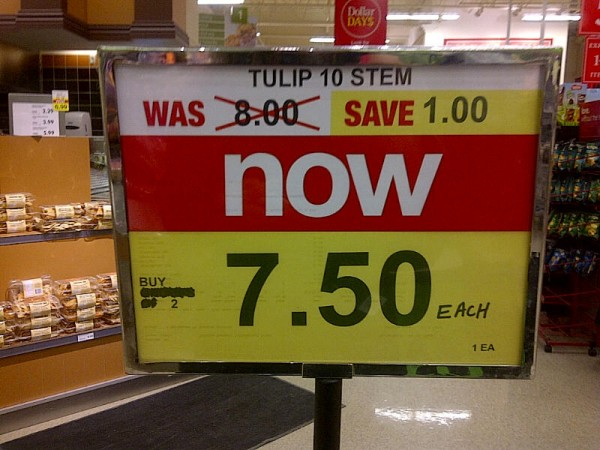 Dollar
DAYS
TULIP 10 STEM
WAS 8.00 SAVE 1.00
now
BUY
2
7.50 EACH
1 EA